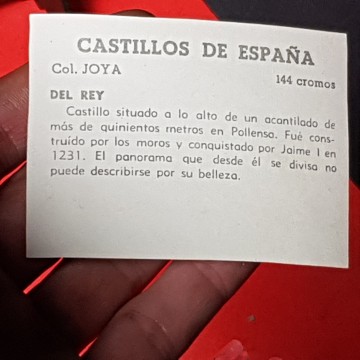 CASTILLOS DE ESPAÑA
Col. JOYA
144 cromos
DEL REY
Castillo situado a lo alto de un acantilado de
más de quinientos metros en Pollensa. Fué cons-
truído por los moros y conquistado por Jaime I en
1231. El panorama que desde él se divisa no
puede describirse por su belleza.